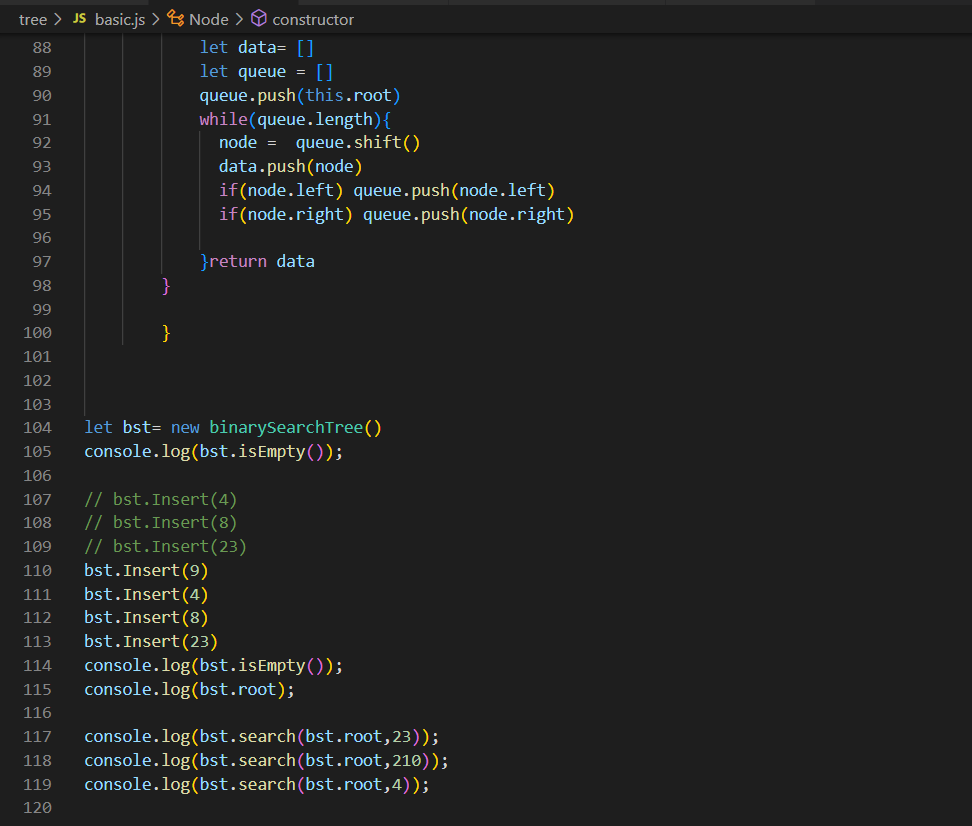 tree > JS basic.js > Node > constructor
88 let data= []
89 let queue = []
90 queue.push(this.root)
91 while(queue.length){
92 node =  queue.shift()
93 data.push(node)
94 if(node.left) queue.push(node.left)
95 if(node.right) queue.push(node.right)
96
97 }return data
98 }
99
100 }
101
102
103
104 let bst= new binarySearchTree()
105 console.log(bst.isEmpty());
106
107 // bst.Insert(4)
108 // bst.Insert(8)
109 // bst.Insert(23)
110 bst.Insert(9)
111 bst.Insert(4)
112 bst.Insert(8)
113 bst.Insert(23)
114 console.log(bst.isEmpty());
115 console.log(bst.root);
116
117 console.log(bst.search(bst.root,23));
118 console.log(bst.search(bst.root,210));
119 console.log(bst.search(bst.root,4));
120